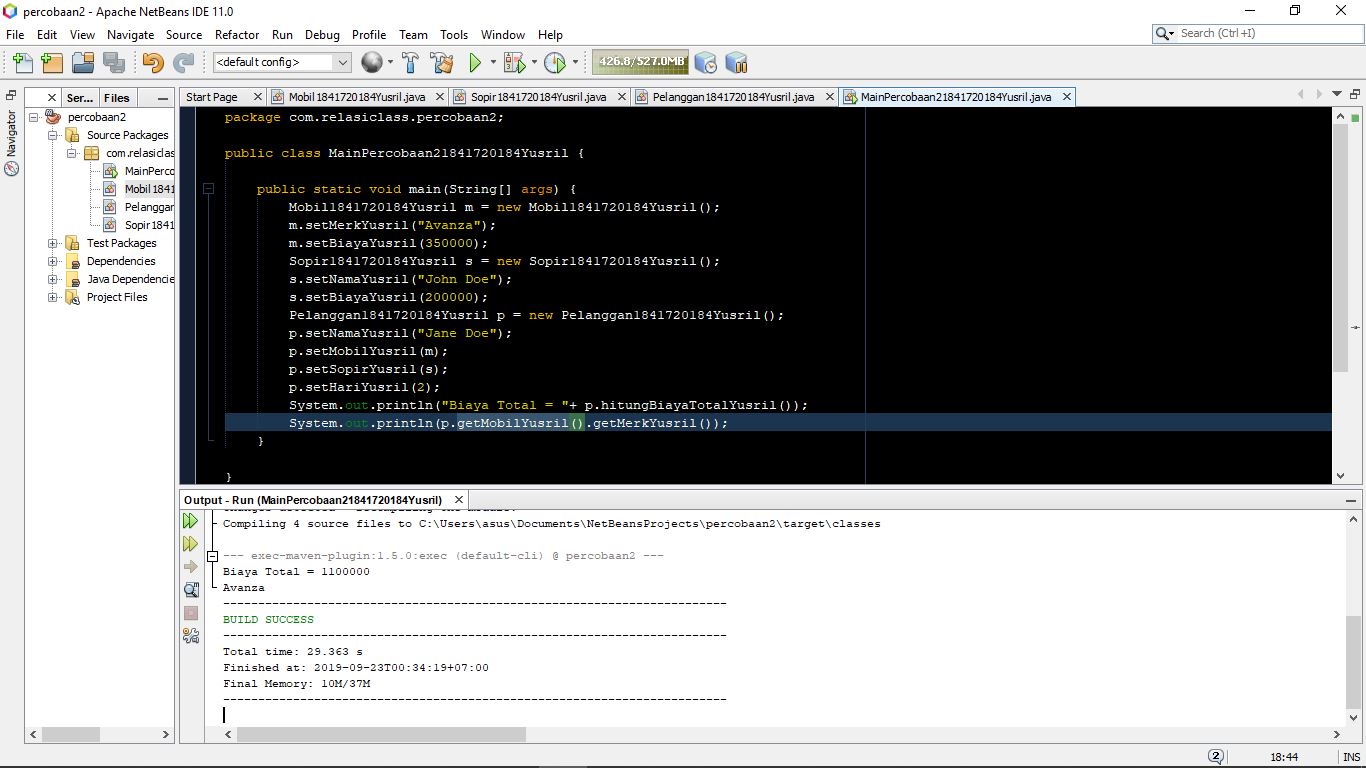 percobaan2 - Apache NetBeans IDE 11.0
File Edit View Navigate Source Refactor Run Debug Profile Team Tools Window Help
Search (Ctrl+I)
<default config>
426.8/527.0MB
Navigator
Ser... Files
Start Page Mobil1841720184Yusril.java Sopir1841720184Yusril.java Pelanggan1841720184Yusril.java MainPercobaan21841720184Yusril.java
percobaan2
Source Packages
com.relasiclas
MainPerco
Mobil1841
Pelanggan
Sopir1841
Test Packages
Dependencies
Java Dependencie
Project Files
package com.relasiclass.percobaan2;
public class MainPercobaan21841720184Yusril {
public static void main(String[] args) {
Mobil1841720184Yusril m = new Mobil1841720184Yusril();
m.setMerkYusril("Avanza");
m.setBiayaYusril(350000);
Sopir1841720184Yusril s = new Sopir1841720184Yusril();
s.setNamaYusril("John Doe");
s.setBiayaYusril(200000);
Pelanggan1841720184Yusril p = new Pelanggan1841720184Yusril();
p.setNamaYusril("Jane Doe");
p.setMobilYusril(m);
p.setSopirYusril(s);
p.setHariYusril(2);
System.out.println("Biaya Total = "+ p.hitungBiayaTotalYusril());
System.out.println(p.getMobilYusril().getMerkYusril());
}
}
Output - Run (MainPercobaan21841720184Yusril)
Compiling 4 source files to C:\Users\asus\Documents\NetBeansProjects\percobaan2\target\classes
--- exec-maven-plugin:1.5.0:exec (default-cli) @ percobaan2 ---
Biaya Total = 1100000
Avanza
------------------------------------------------------------------------
BUILD SUCCESS
------------------------------------------------------------------------
Total time: 29.363 s
Finished at: 2019-09-23T00:34:19+07:00
Final Memory: 10M/37M
------------------------------------------------------------------------
2 18:44 INS